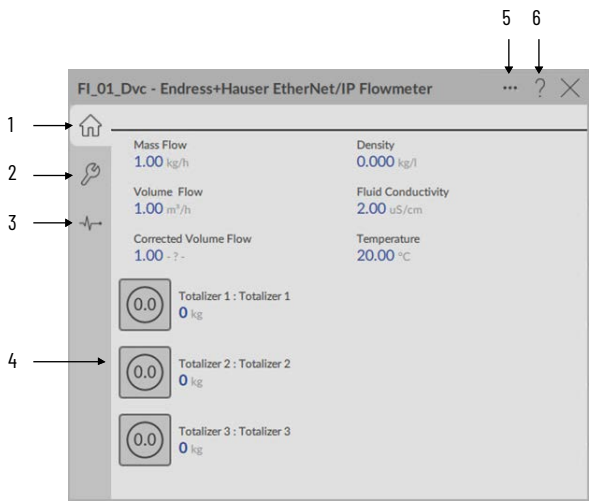 5 6
FI_01_Dvc - Endress+Hauser EtherNet/IP Flowmeter ... ?
1
Mass Flow Density
1.00 kg/h 0.000 kg/l
2
Volume Flow Fluid Conductivity
1.00 m³/h 2.00 uS/cm
3
Corrected Volume Flow Temperature
1.00 - ? - 20.00 °C
0.0 Totalizer 1 : Totalizer 1
0 kg
4
0.0 Totalizer 2 : Totalizer 2
0 kg
0.0 Totalizer 3 : Totalizer 3
0 kg